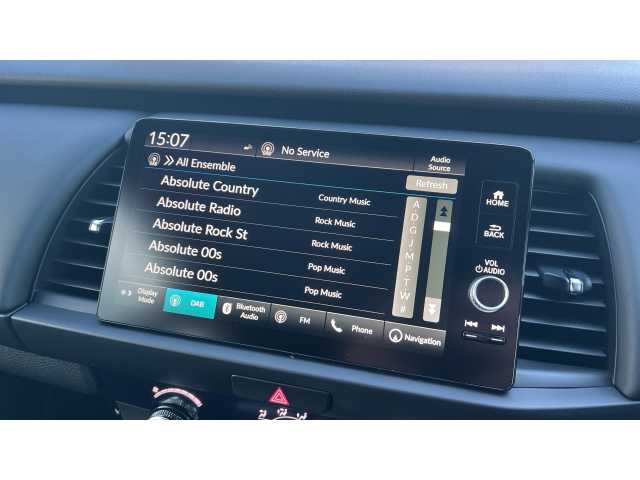 15:07
No Service
Audio Source
All Ensemble
Refresh
Absolute Country Country Music
Absolute Radio Rock Music
Absolute Rock St Rock Music
Absolute 00s Pop Music
Absolute 00s Pop Music
A
D
G
J
M
P
T
W
#
HOME
BACK
VOL
AUDIO
Display Mode
DAB
Bluetooth Audio
FM
Phone
Navigation